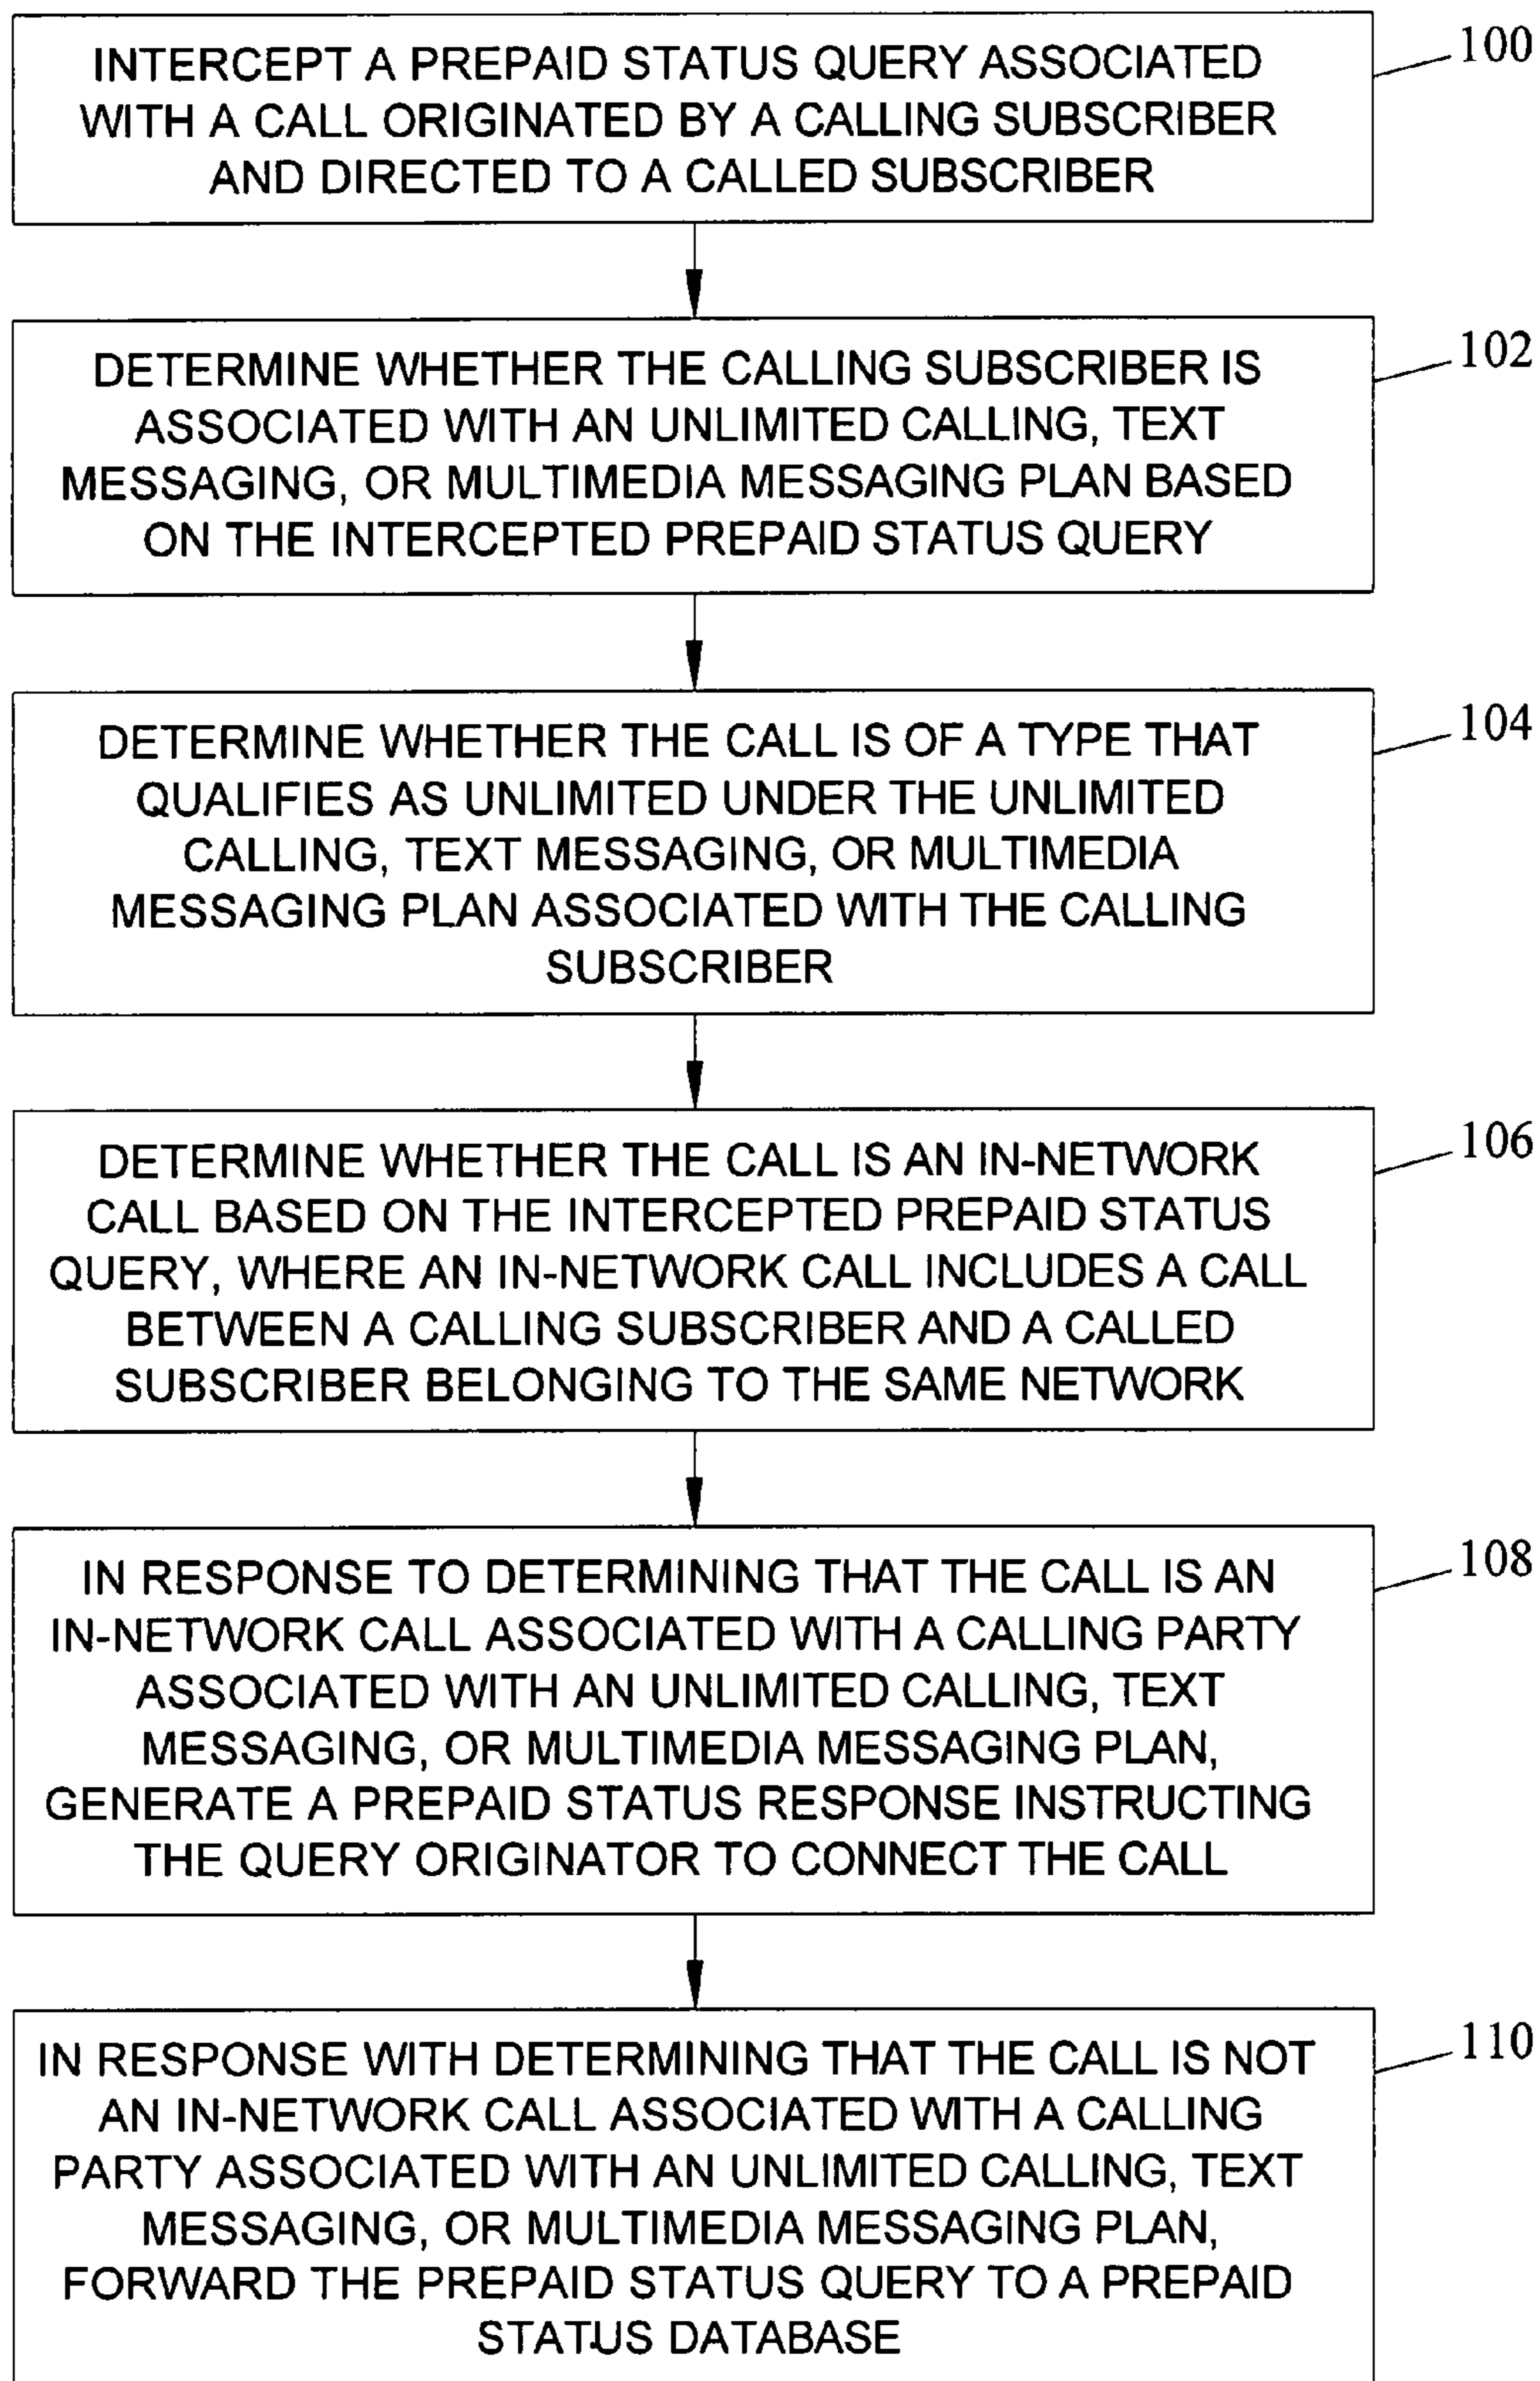 INTERCEPT A PREPAID STATUS QUERY ASSOCIATED
WITH A CALL ORIGINATED BY A CALLING SUBSCRIBER
AND DIRECTED TO A CALLED SUBSCRIBER
100
DETERMINE WHETHER THE CALLING SUBSCRIBER IS
ASSOCIATED WITH AN UNLIMITED CALLING, TEXT
MESSAGING, OR MULTIMEDIA MESSAGING PLAN BASED
ON THE INTERCEPTED PREPAID STATUS QUERY
102
DETERMINE WHETHER THE CALL IS OF A TYPE THAT
QUALIFIES AS UNLIMITED UNDER THE UNLIMITED
CALLING, TEXT MESSAGING, OR MULTIMEDIA
MESSAGING PLAN ASSOCIATED WITH THE CALLING
SUBSCRIBER
104
DETERMINE WHETHER THE CALL IS AN IN-NETWORK
CALL BASED ON THE INTERCEPTED PREPAID STATUS
QUERY, WHERE AN IN-NETWORK CALL INCLUDES A CALL
BETWEEN A CALLING SUBSCRIBER AND A CALLED
SUBSCRIBER BELONGING TO THE SAME NETWORK
106
IN RESPONSE TO DETERMINING THAT THE CALL IS AN
IN-NETWORK CALL ASSOCIATED WITH A CALLING PARTY
ASSOCIATED WITH AN UNLIMITED CALLING, TEXT
MESSAGING, OR MULTIMEDIA MESSAGING PLAN,
GENERATE A PREPAID STATUS RESPONSE INSTRUCTING
THE QUERY ORIGINATOR TO CONNECT THE CALL
108
IN RESPONSE WITH DETERMINING THAT THE CALL IS NOT
AN IN-NETWORK CALL ASSOCIATED WITH A CALLING
PARTY ASSOCIATED WITH AN UNLIMITED CALLING, TEXT
MESSAGING, OR MULTIMEDIA MESSAGING PLAN,
FORWARD THE PREPAID STATUS QUERY TO A PREPAID
STATUS DATABASE
110